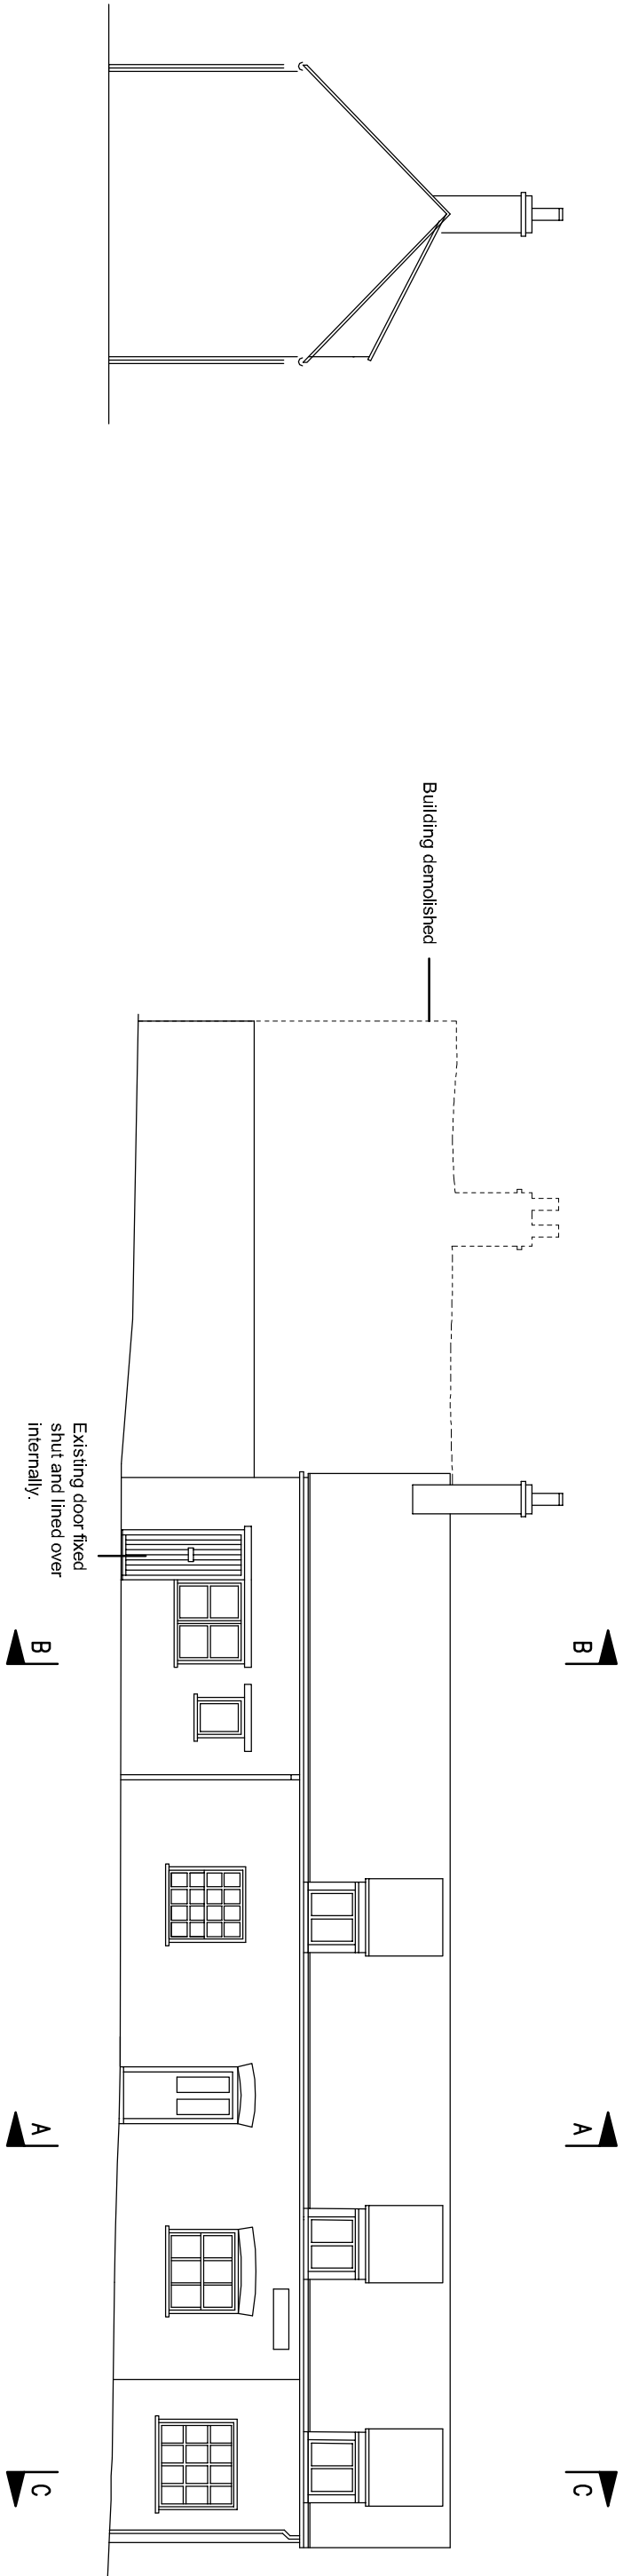 Building demolished
Existing door fixed
shut and lined over
internally.
B
B
A
A
C
C